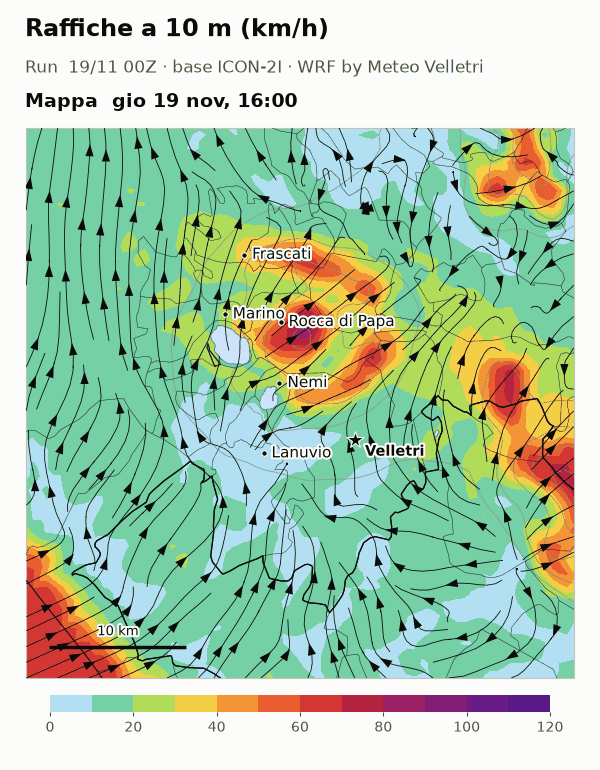 Raffiche a 10 m (km/h)
Run  19/11 00Z · base ICON-2I · WRF by Meteo Velletri
Mappa  gio 19 nov, 16:00
Frascati
Marino
Rocca di Papa
Nemi
Lanuvio
Velletri
10 km
0 20 40 60 80 100 120